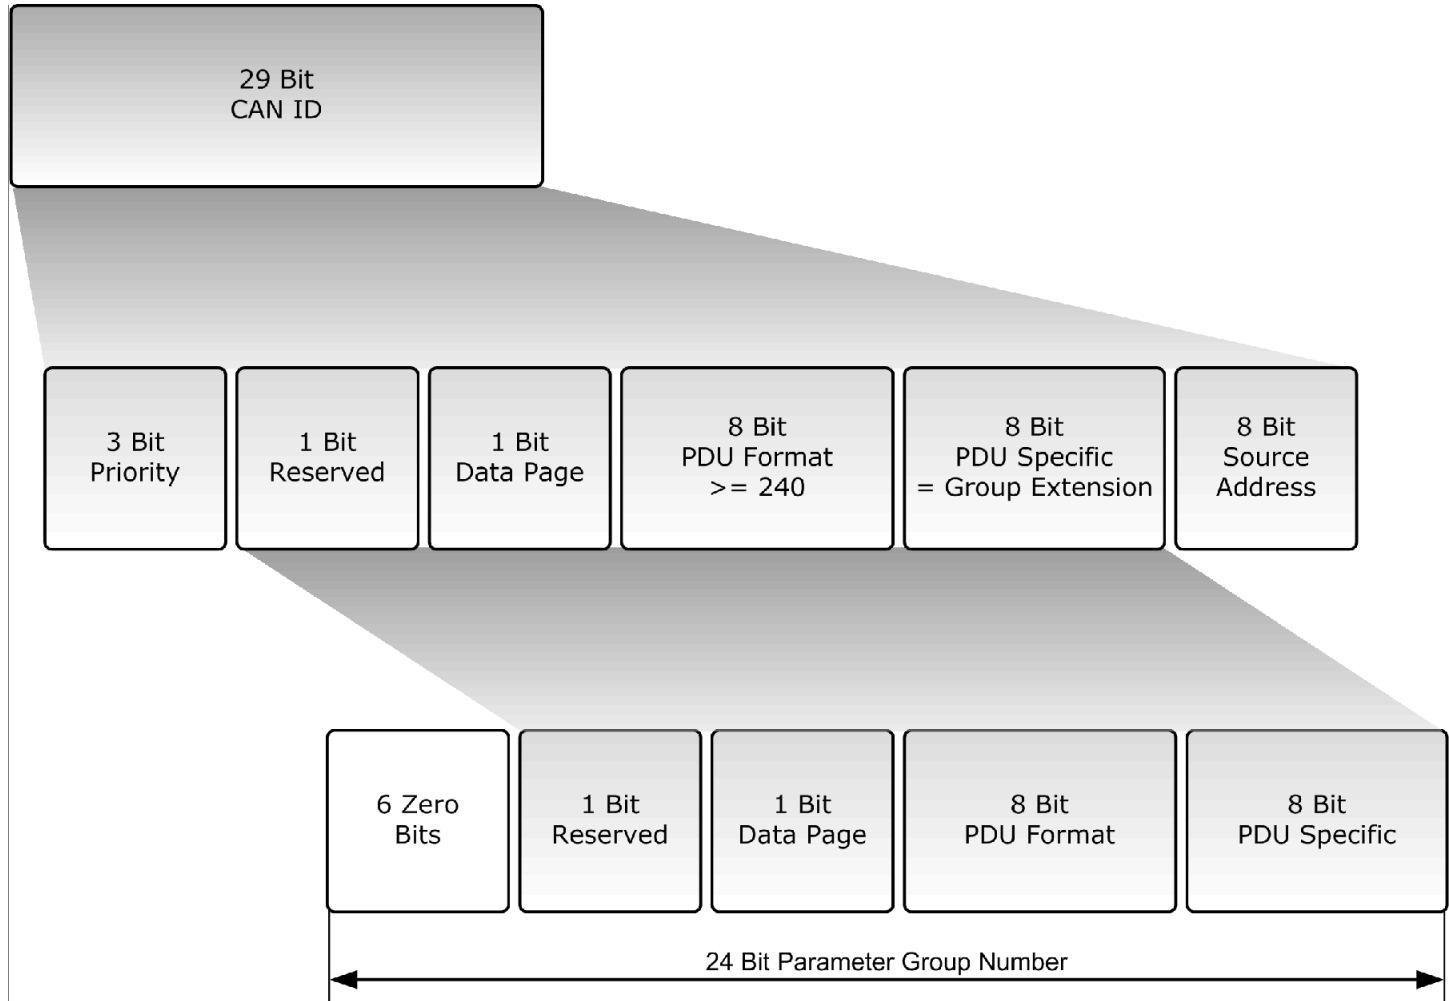 29 Bit
CAN ID
3 Bit
Priority
1 Bit
Reserved
1 Bit
Data Page
8 Bit
PDU Format
>= 240
8 Bit
PDU Specific
= Group Extension
8 Bit
Source
Address
6 Zero
Bits
1 Bit
Reserved
1 Bit
Data Page
8 Bit
PDU Format
8 Bit
PDU Specific
24 Bit Parameter Group Number